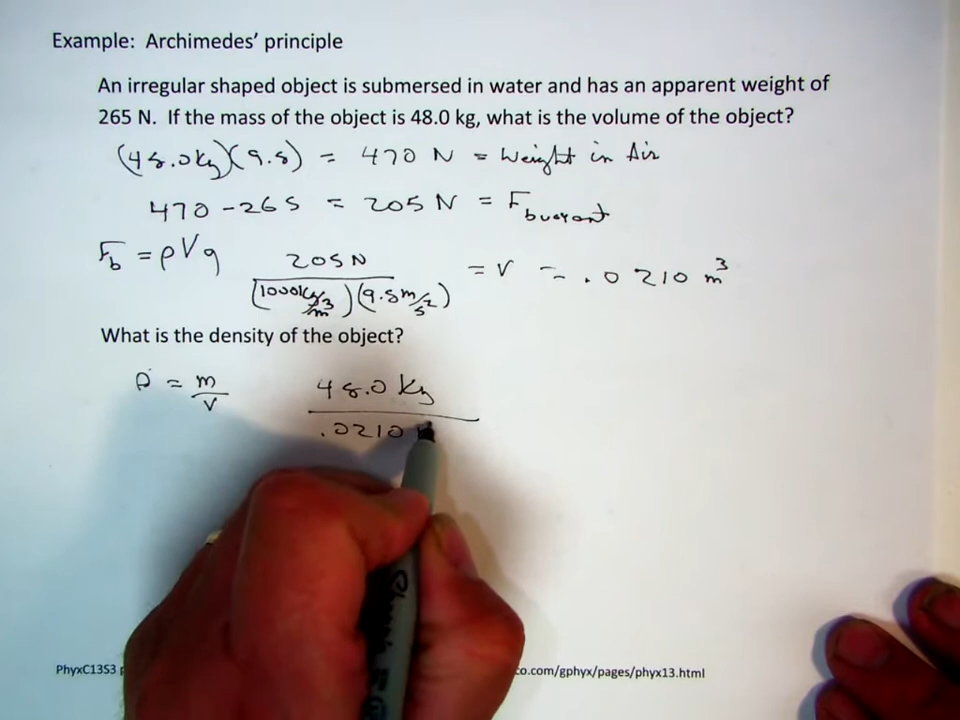 Example: Archimedes' principle
An irregular shaped object is submersed in water and has an apparent weight of
265 N. If the mass of the object is 48.0 kg, what is the volume of the object?
(48.0kg)(9.8) = 470 N = Weight in Air
470 - 265 = 205 N = F buoyant
Fb = ρVg 205N / (1000kg/m3)(9.8m/s2) = V = .0210 m3
What is the density of the object?
ρ = m/V 48.0 kg / .0210
PhyxC13S3 co.com/gphyx/pages/phyx13.html